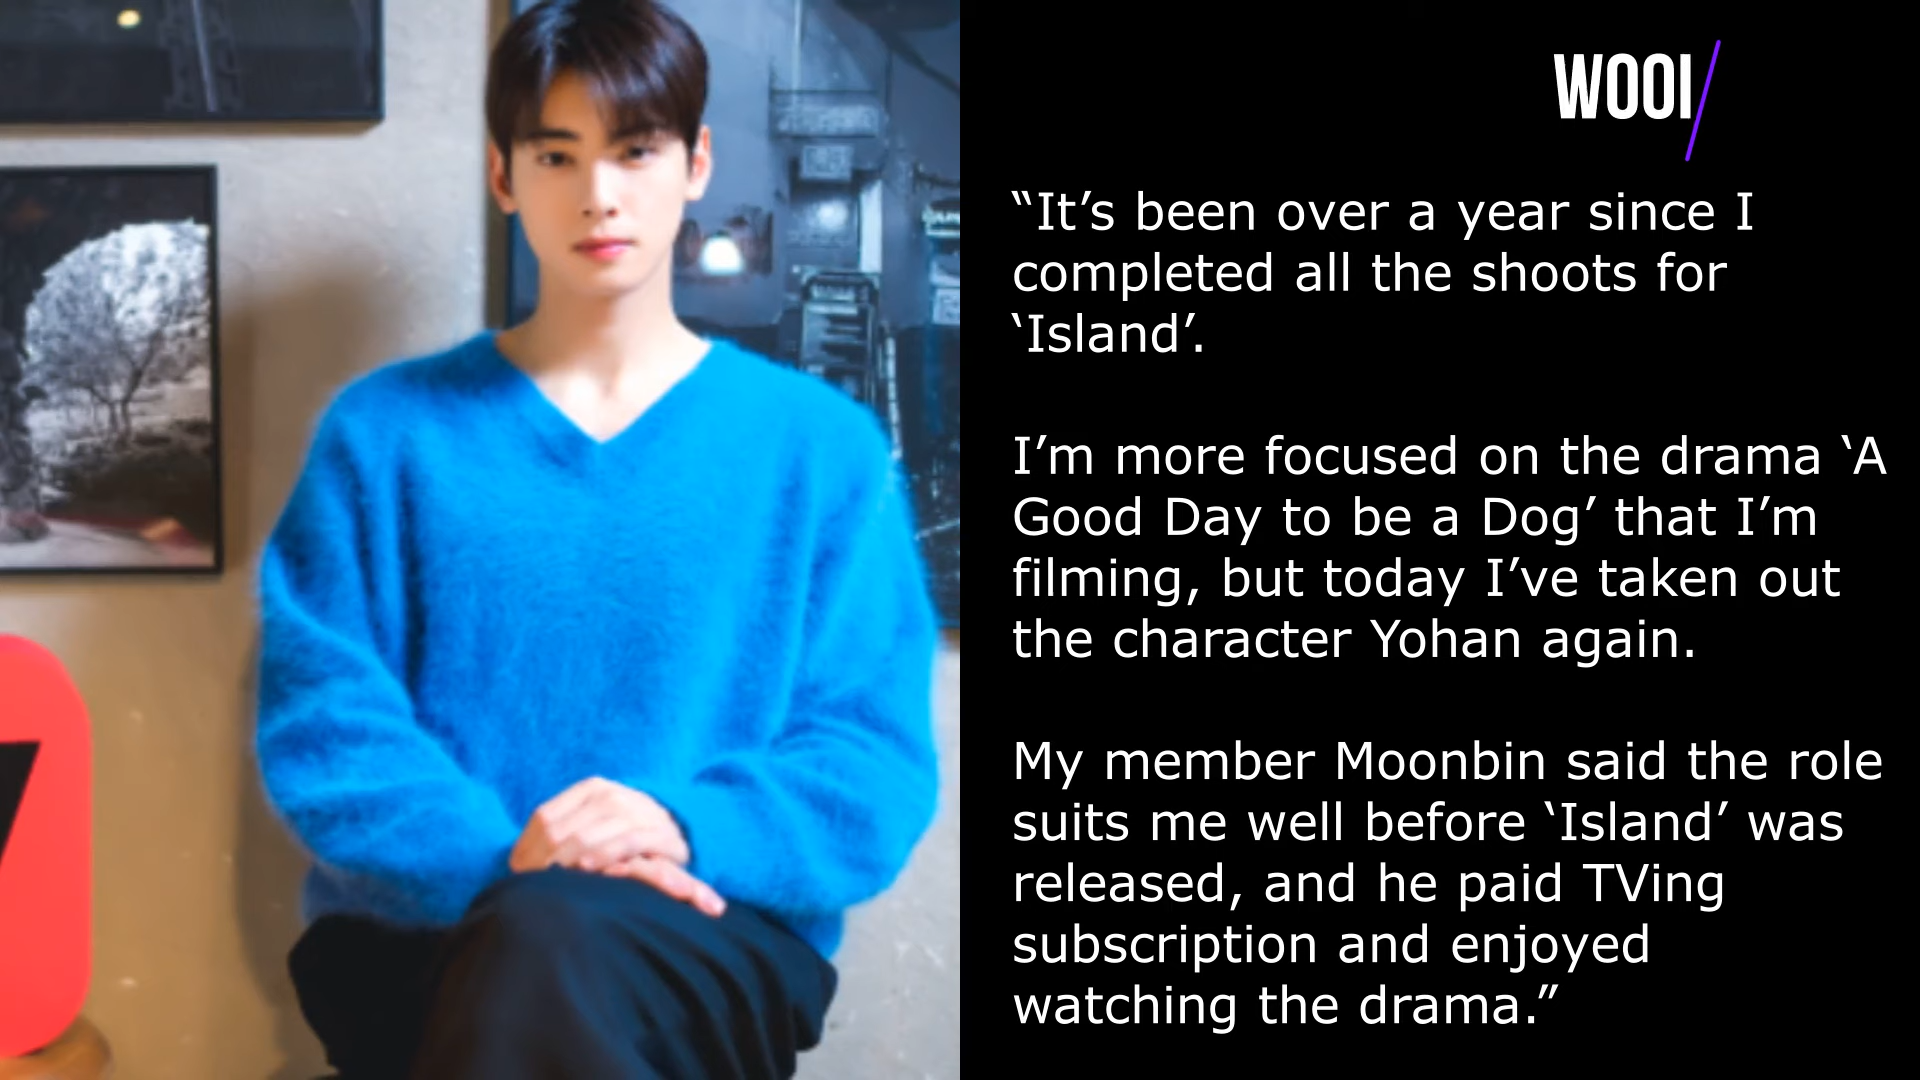 WOOI
“It’s been over a year since I
completed all the shoots for
‘Island’.
I’m more focused on the drama ‘A
Good Day to be a Dog’ that I’m
filming, but today I’ve taken out
the character Yohan again.
My member Moonbin said the role
suits me well before ‘Island’ was
released, and he paid TVing
subscription and enjoyed
watching the drama.”